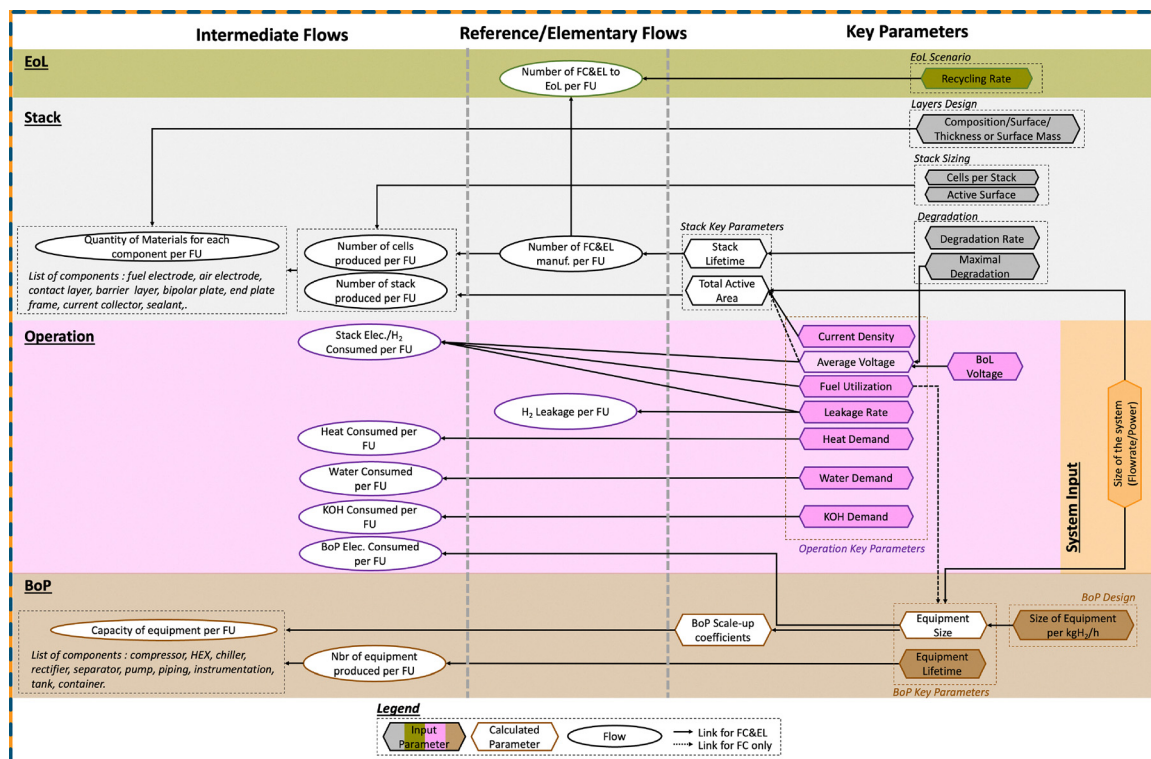 Intermediate Flows
Reference/Elementary Flows
Key Parameters
EoL
Number of FC&EL to
EoL per FU
EoL Scenario
Recycling Rate
Stack
Layers Design
Composition/Surface/
Thickness or Surface Mass
Stack Sizing
Cells per Stack
Active Surface
Degradation
Degradation Rate
Maximal
Degradation
Quantity of Materials for each
component per FU
List of components : fuel electrode, air electrode,
contact layer, barrier layer, bipolar plate, end plate
frame, current collector, sealant,.
Number of cells
produced per FU
Number of stack
produced per FU
Number of FC&EL
manuf. per FU
Stack Key Parameters
Stack
Lifetime
Total Active
Area
Operation
Stack Elec./H2
Consumed per FU
Current Density
Average Voltage
BoL
Voltage
Fuel Utilization
H2 Leakage per FU
Leakage Rate
Heat Consumed per
FU
Heat Demand
Water Consumed
per FU
Water Demand
KOH Consumed per
FU
KOH Demand
BoP Elec. Consumed
per FU
Operation Key Parameters
System Input
Size of the system
(Flowrate/Power)
BoP
BoP Design
Capacity of equipment per FU
List of components : compressor, HEX, chiller,
rectifier, separator, pump, piping, instrumentation,
tank, container.
Nbr of equipment
produced per FU
BoP Scale-up
coefficients
Equipment
Size
Size of Equipment
per kgH2/h
Equipment
Lifetime
BoP Key Parameters
Legend
Input
Parameter
Calculated
Parameter
Flow
Link for FC&EL
Link for FC only